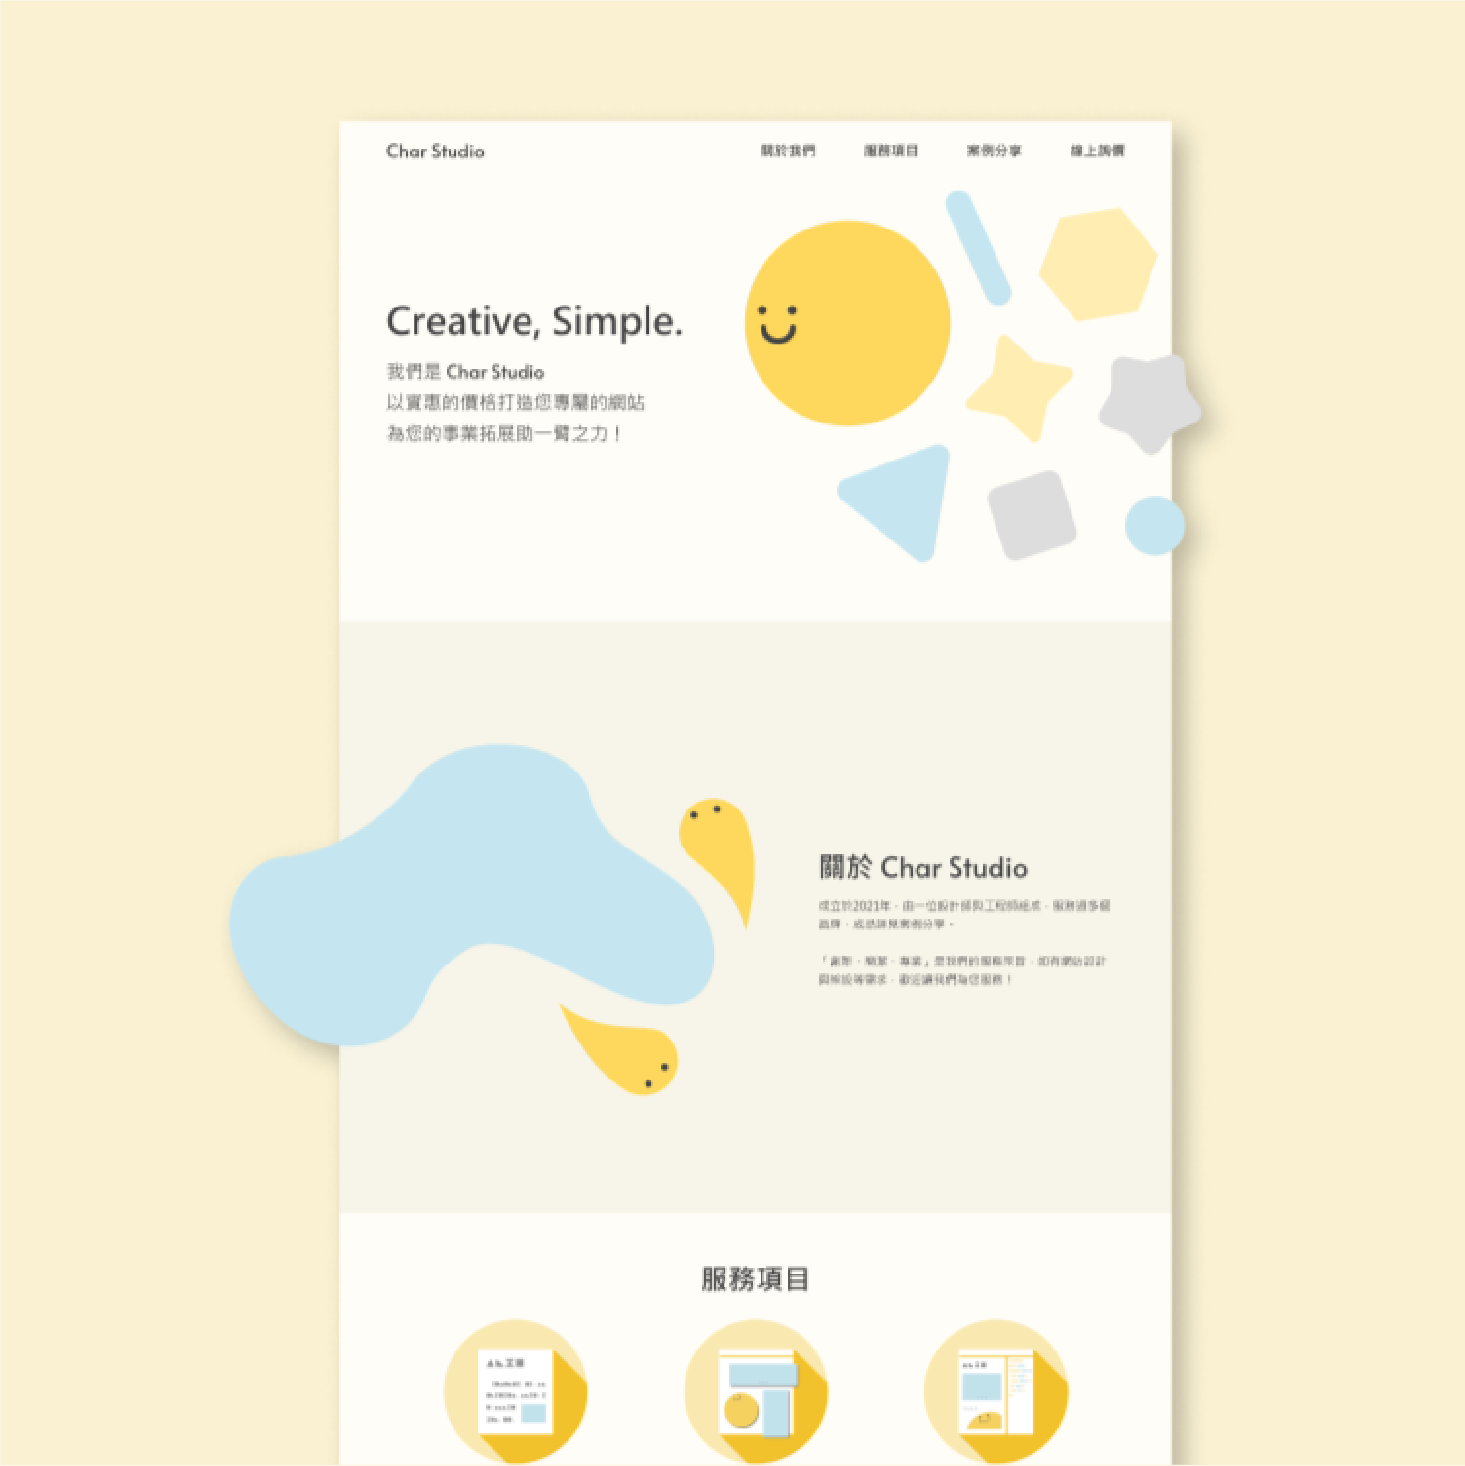 Char Studio
關於我們
服務項目
案例分享
線上詢價
Creative, Simple.
我們是 Char Studio
以實惠的價格打造您專屬的網站
為您的事業拓展助一臂之力！
關於 Char Studio
成立於2021年，由一位設計師與工程師組成，服務過多個
品牌，成品詳見案例分享。
「創新、簡潔、專業」是我們的服務宗旨，如有網站設計
與架設等需求，歡迎讓我們為您服務！
服務項目